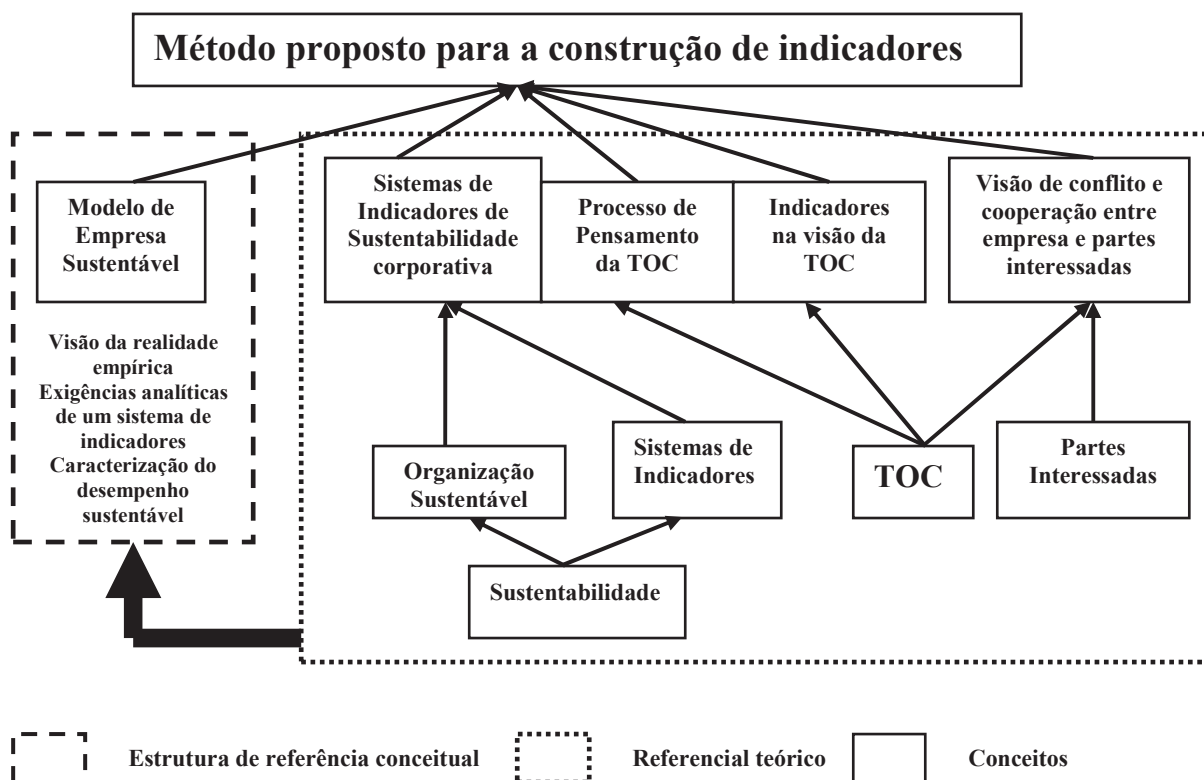 Método proposto para a construção de indicadores
Modelo de
Empresa
Sustentável
Visão da realidade
empírica
Exigências analíticas
de um sistema de
indicadores
Caracterização do
desempenho
sustentável
Sistemas de
Indicadores de
Sustentabilidade
corporativa
Processo de
Pensamento
da TOC
Indicadores
na visão da
TOC
Visão de conflito e
cooperação entre
empresa e partes
interessadas
Organização
Sustentável
Sistemas de
Indicadores
TOC
Partes
Interessadas
Sustentabilidade
Estrutura de referência conceitual
Referencial teórico
Conceitos